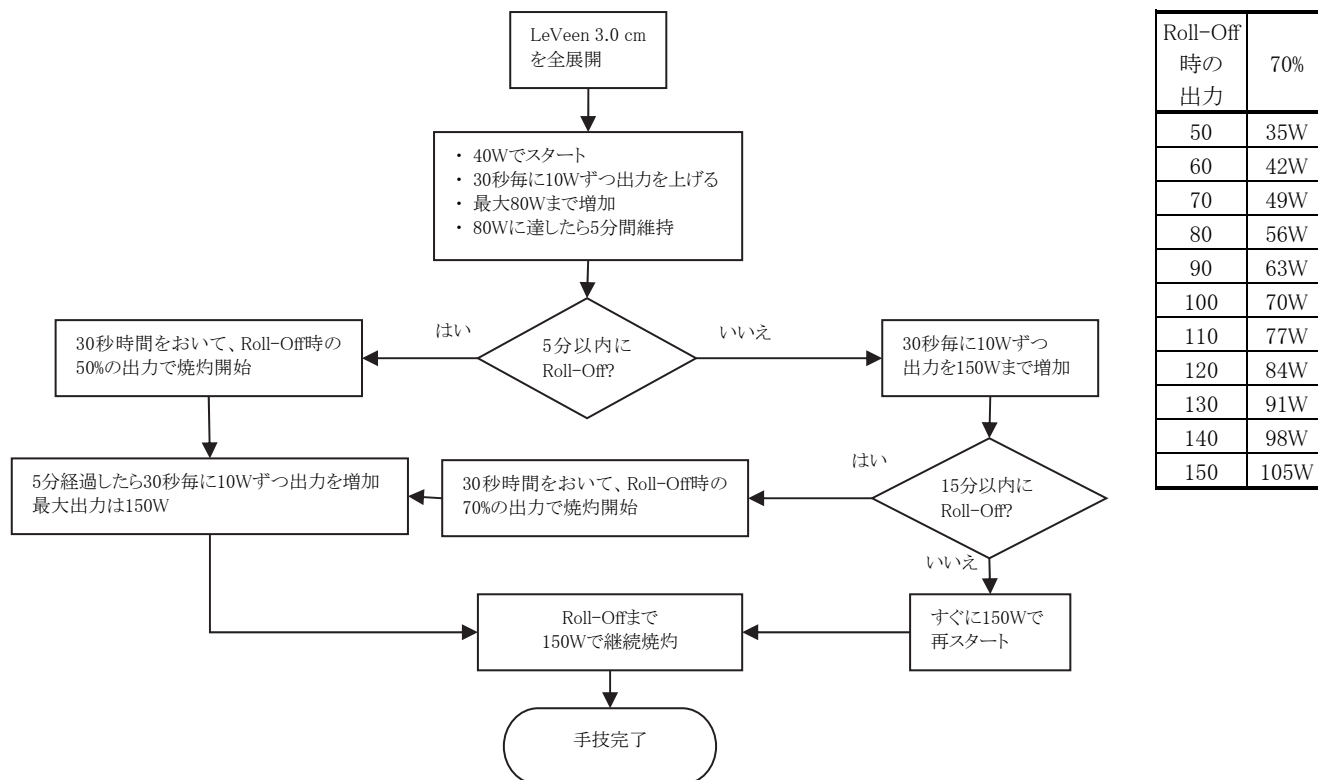 LeVeen 3.0 cm
を全展開
・ 40Wでスタート
・ 30秒毎に10Wずつ出力を上げる
・ 最大80Wまで増加
・ 80Wに達したら5分間維持
5分以内に
Roll-Off?
はい
いいえ
30秒時間をおいて、Roll-Off時の
50%の出力で焼灼開始
30秒毎に10Wずつ
出力を150Wまで増加
15分以内に
Roll-Off?
はい
いいえ
30秒時間をおいて、Roll-Off時の
70%の出力で焼灼開始
5分経過したら30秒毎に10Wずつ出力を増加
最大出力は150W
すぐに150Wで
再スタート
Roll-Offまで
150Wで継続焼灼
手技完了
Roll-Off
時の
出力
70%
50 35W
60 42W
70 49W
80 56W
90 63W
100 70W
110 77W
120 84W
130 91W
140 98W
150 105W